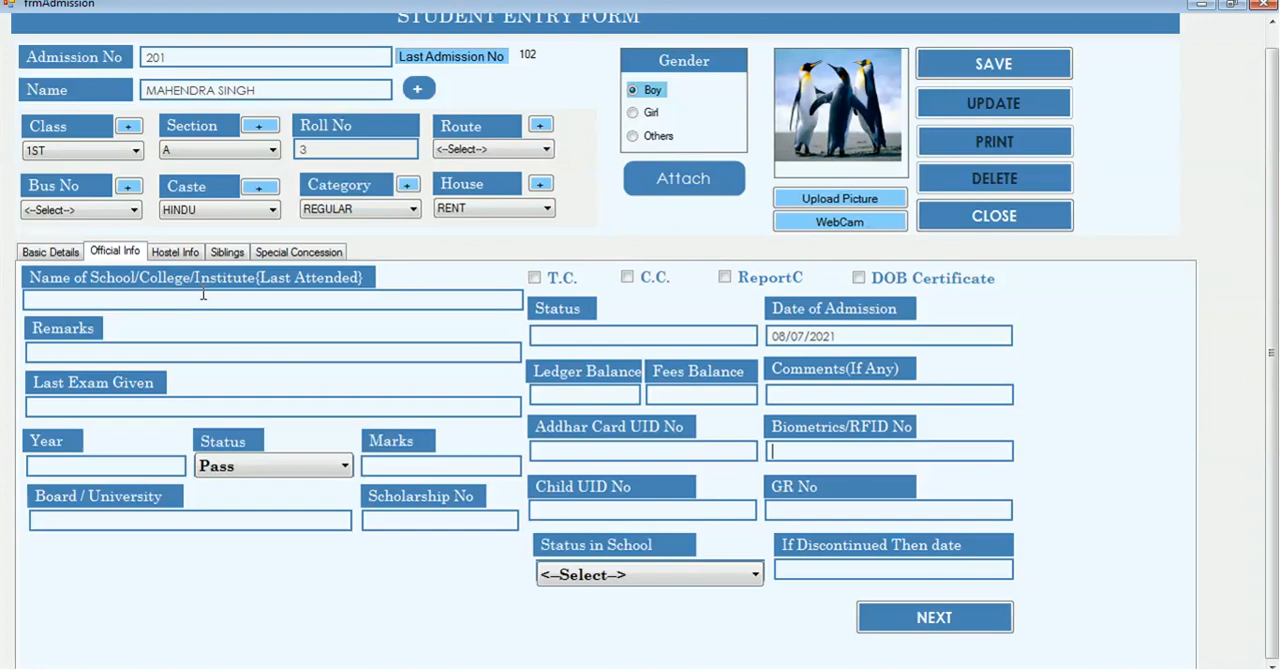 frmAdmission
STUDENT ENTRY FORM
Admission No 201 Last Admission No 102
Name MAHENDRA SINGH +
Class + Section + Roll No Route +
1ST A 3 <--Select-->
Bus No + Caste + Category + House +
<--Select--> HINDU REGULAR RENT
Gender
Boy
Girl
Others
Attach
Upload Picture
WebCam
SAVE
UPDATE
PRINT
DELETE
CLOSE
Basic Details Official Info Hostel Info Siblings Special Concession
Name of School/College/Institute{Last Attended}
Remarks
Last Exam Given
Year Status Marks
Pass
Board / University Scholarship No
T.C. C.C. ReportC DOB Certificate
Status Date of Admission
08/07/2021
Ledger Balance Fees Balance Comments(If Any)
Addhar Card UID No Biometrics/RFID No
Child UID No GR No
Status in School If Discontinued Then date
<--Select-->
NEXT